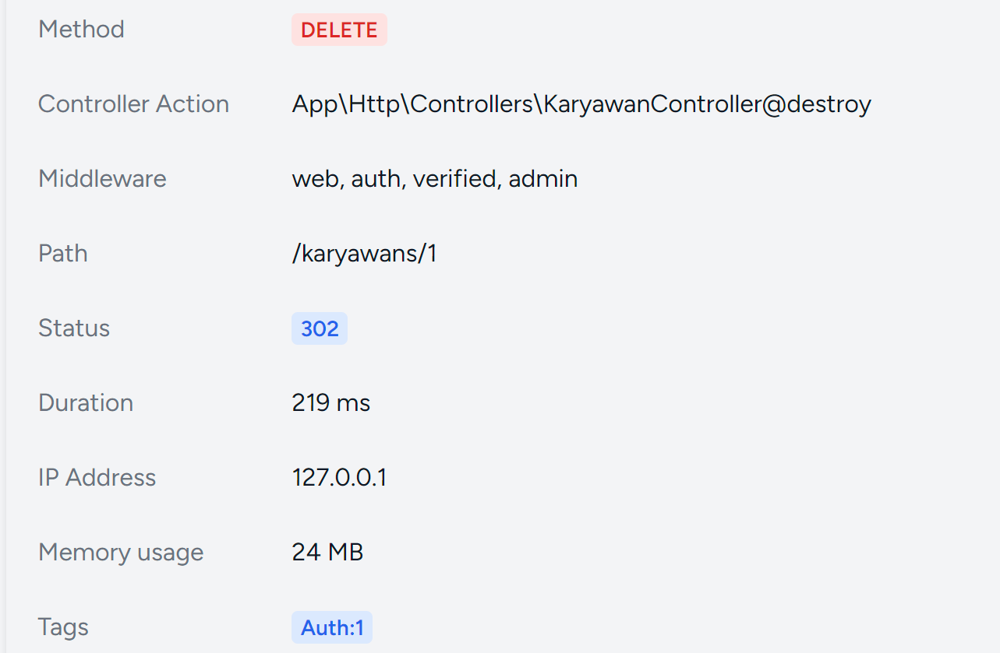 Method DELETE
Controller Action App\Http\Controllers\KaryawanController@destroy
Middleware web, auth, verified, admin
Path /karyawans/1
Status 302
Duration 219 ms
IP Address 127.0.0.1
Memory usage 24 MB
Tags Auth:1